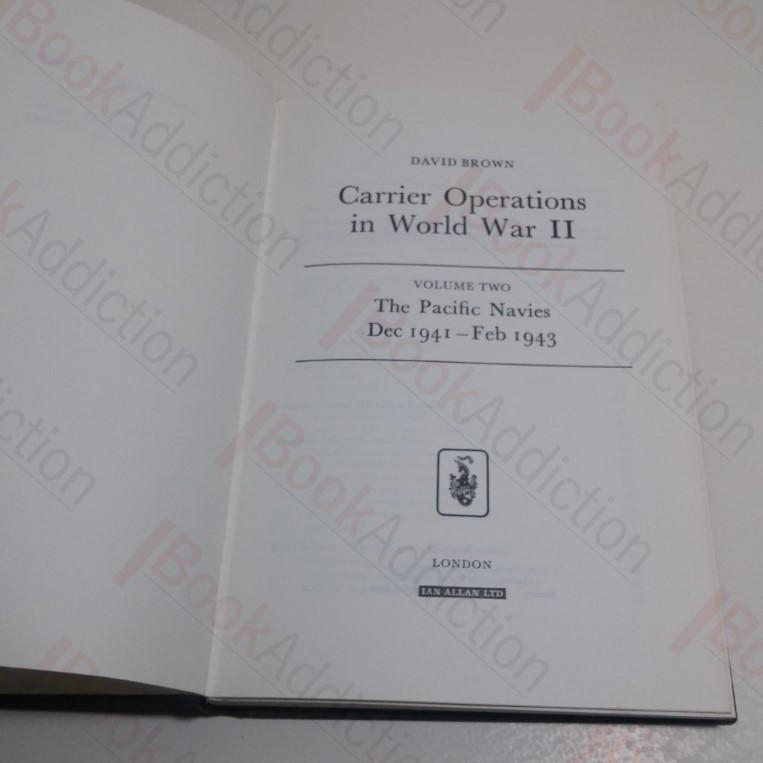 DAVID BROWN
Carrier Operations
in World War II
VOLUME TWO
The Pacific Navies
Dec 1941 – Feb 1943
LONDON
IAN ALLAN LTD
BookAddiction